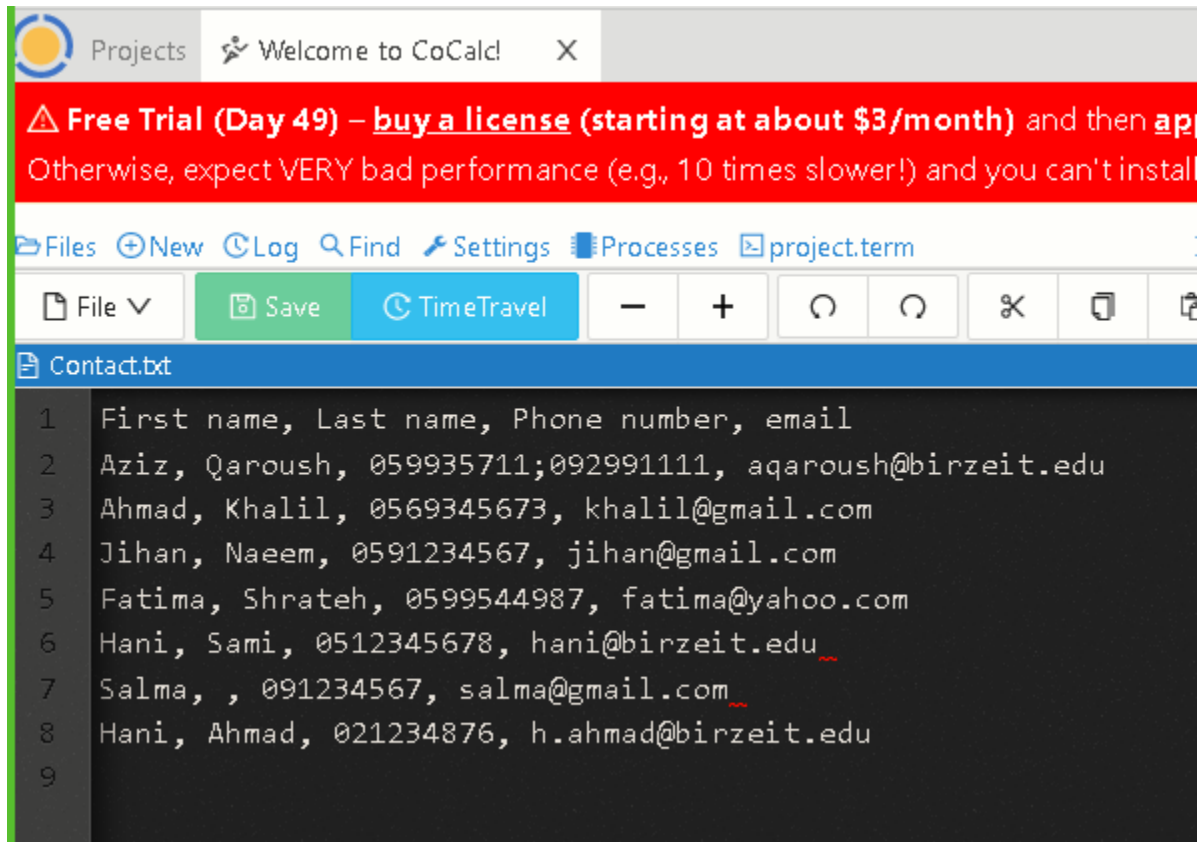 Projects Welcome to CoCalc! X
Free Trial (Day 49) – buy a license (starting at about $3/month) and then
Otherwise, expect VERY bad performance (e.g., 10 times slower!) and you can't install
Files New Log Find Settings Processes project.term
File Save TimeTravel
Contact.txt
1 First name, Last name, Phone number, email
2 Aziz, Qaroush, 059935711;092991111, aqaroush@birzeit.edu
3 Ahmad, Khalil, 0569345673, khalil@gmail.com
4 Jihan, Naeem, 0591234567, jihan@gmail.com
5 Fatima, Shrateh, 0599544987, fatima@yahoo.com
6 Hani, Sami, 0512345678, hani@birzeit.edu
7 Salma, , 091234567, salma@gmail.com
8 Hani, Ahmad, 021234876, h.ahmad@birzeit.edu
9